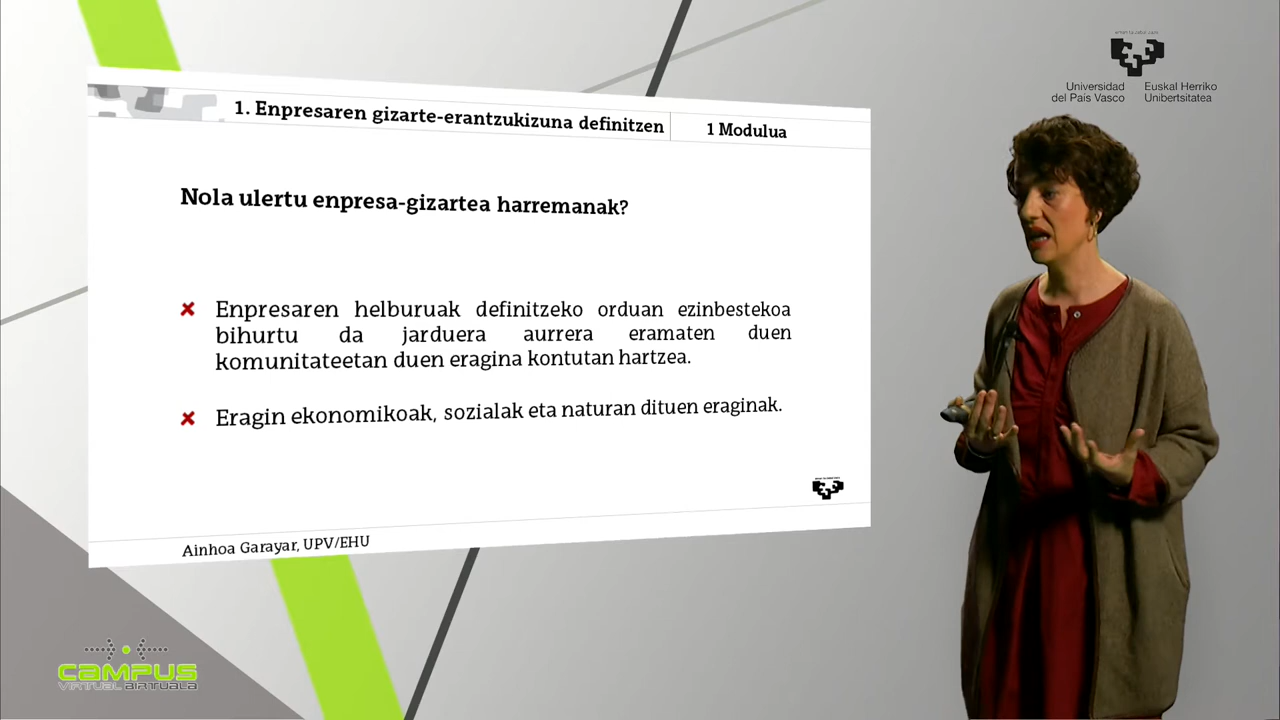 Universidad
del País Vasco
Euskal Herriko
Unibertsitatea
1. Enpresaren gizarte-erantzukizuna definitzen
1 Modulua
Nola ulertu enpresa-gizartea harremanak?
Enpresaren helburuak definitzeko orduan ezinbestekoa
bihurtu da jarduera aurrera eramaten duen
komunitateetan duen eragina kontutan hartzea.
Eragin ekonomikoak, sozialak eta naturan dituen eraginak.
Ainhoa Garayar, UPV/EHU
CAMPUS
VIRTUAL BIRTUALA